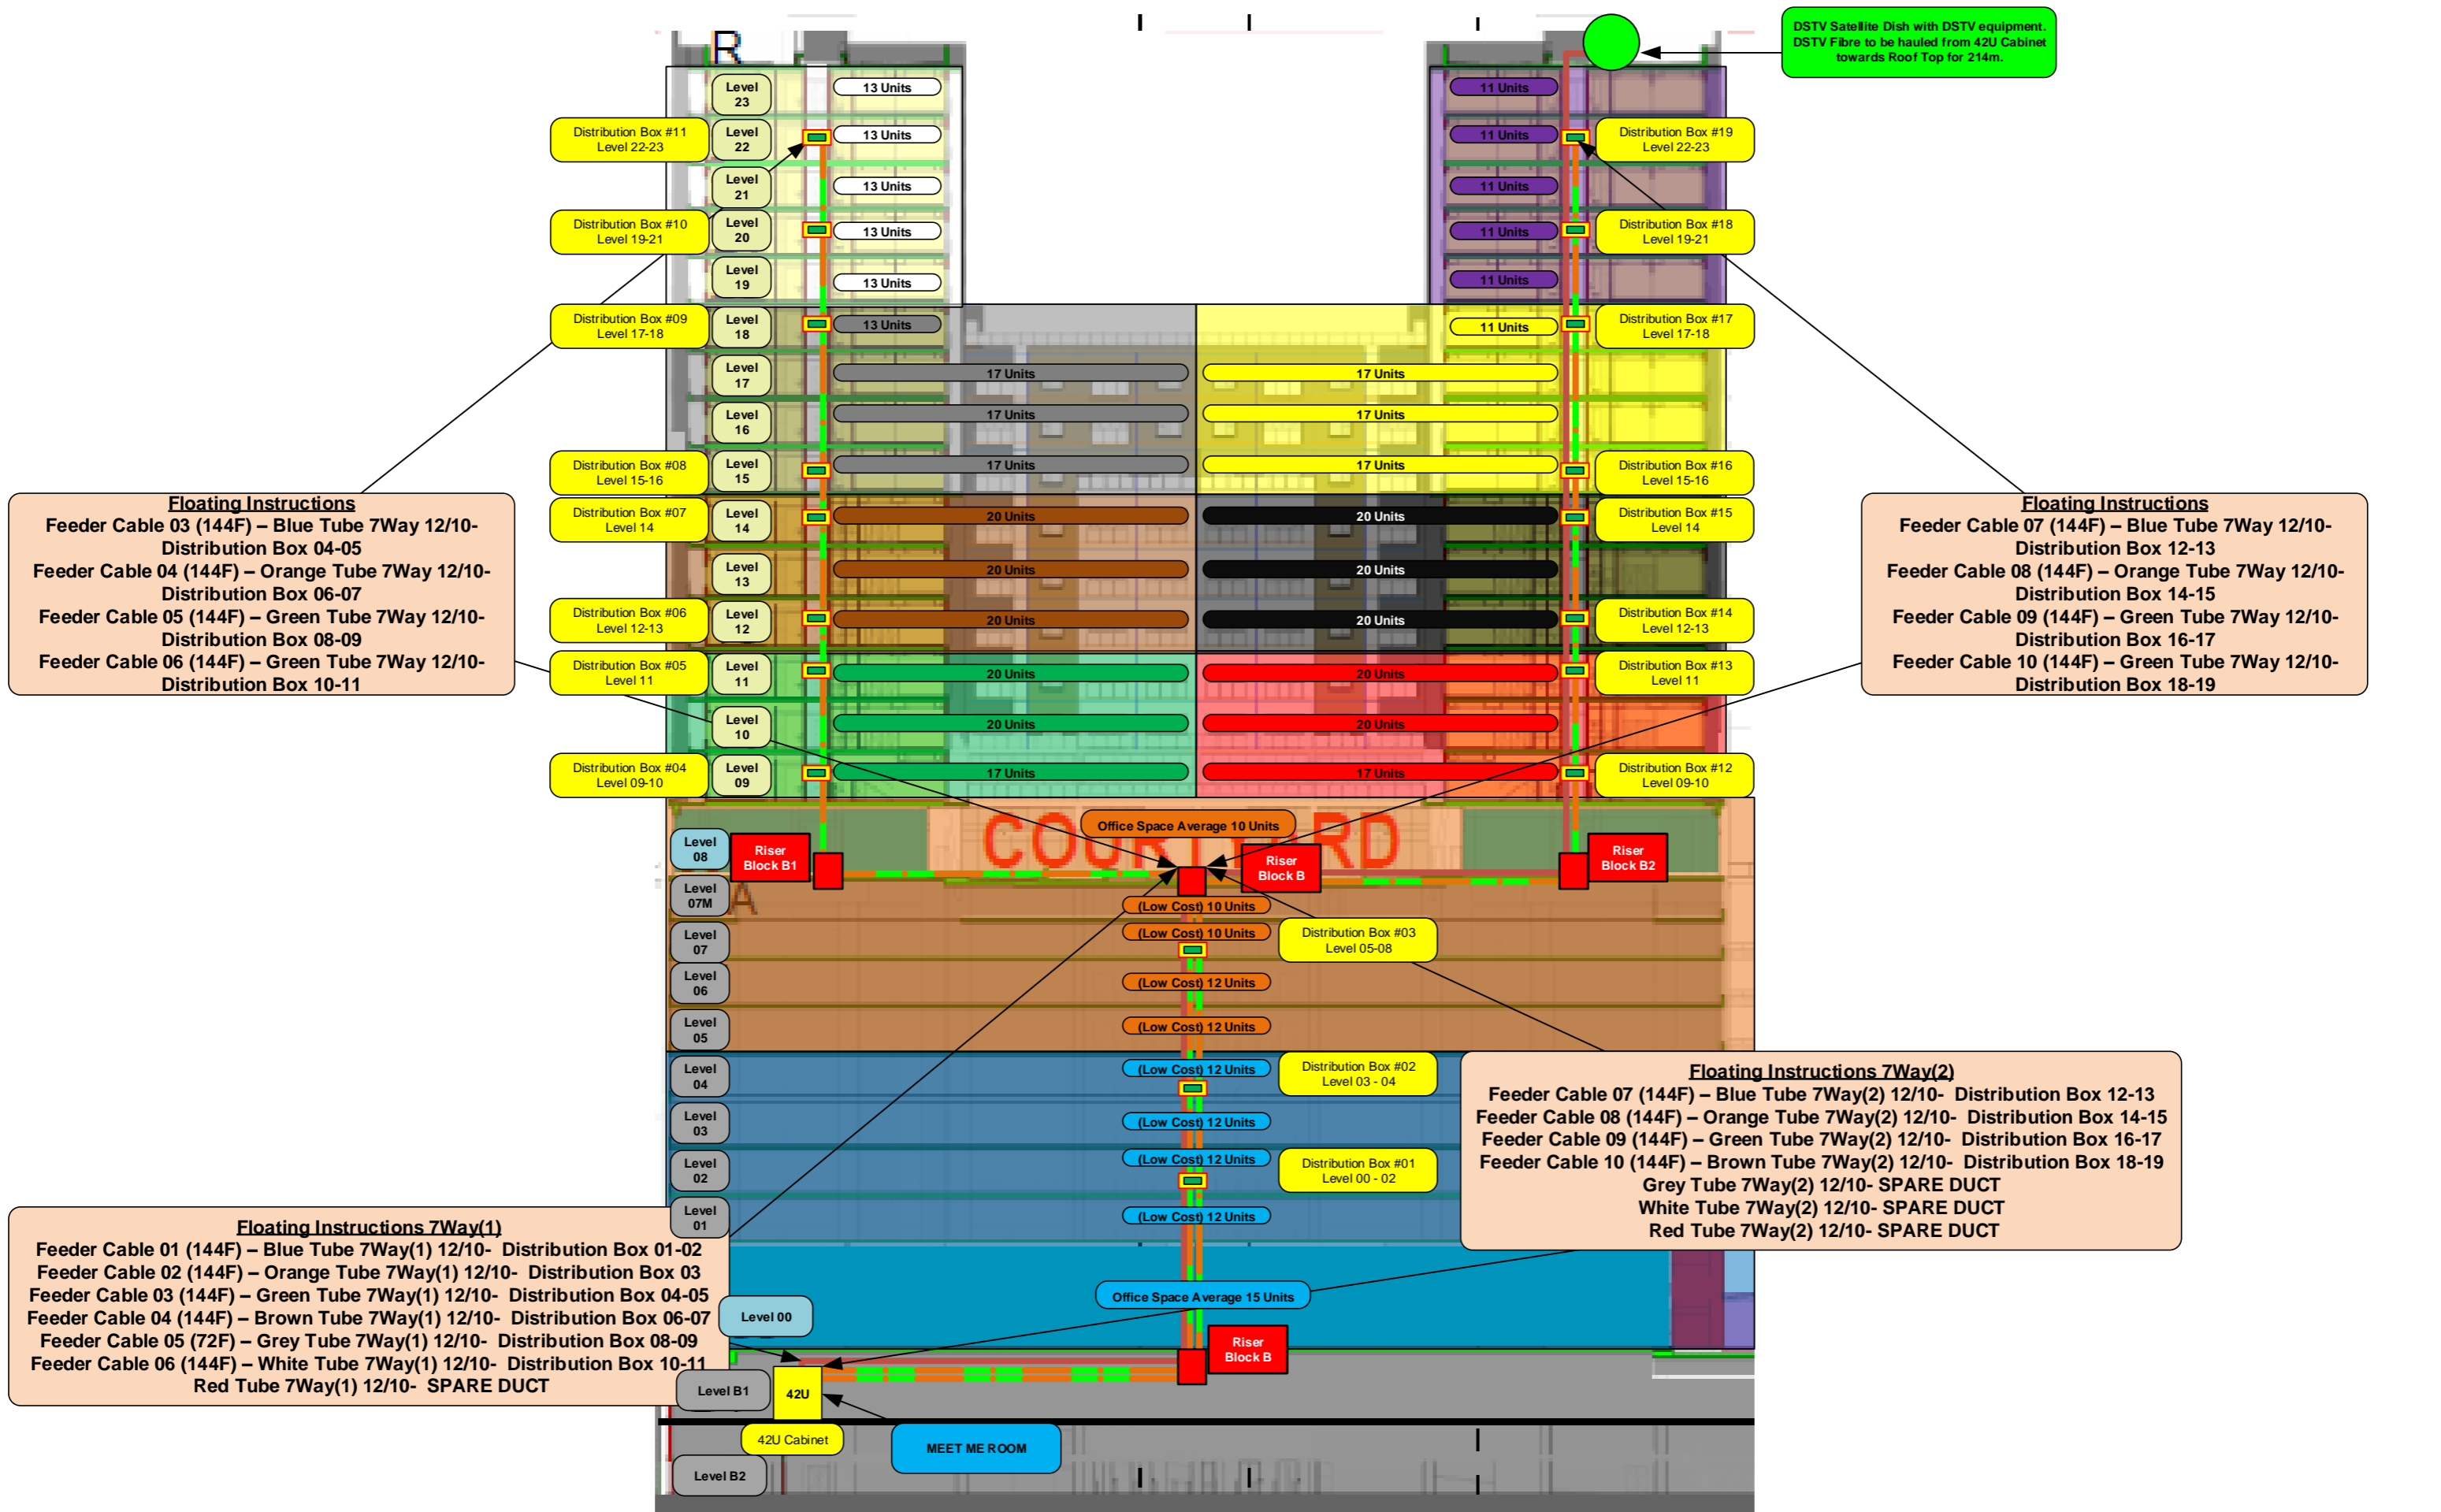 DSTV Satellite Dish with DSTV equipment.
DSTV Fibre to be hauled from 42U Cabinet
towards Roof Top for 214m.
R
Level
23
13 Units
11 Units
Distribution Box #11
Level 22-23
Level
22
13 Units
11 Units
Distribution Box #19
Level 22-23
Level
21
13 Units
11 Units
Distribution Box #10
Level 19-21
Level
20
13 Units
11 Units
Distribution Box #18
Level 19-21
Level
19
13 Units
11 Units
Distribution Box #09
Level 17-18
Level
18
13 Units
11 Units
Distribution Box #17
Level 17-18
Level
17
17 Units
17 Units
Level
16
17 Units
17 Units
Distribution Box #08
Level 15-16
Level
15
17 Units
17 Units
Distribution Box #16
Level 15-16
Distribution Box #07
Level 14
Level
14
20 Units
20 Units
Distribution Box #15
Level 14
Level
13
20 Units
20 Units
Distribution Box #06
Level 12-13
Level
12
20 Units
20 Units
Distribution Box #14
Level 12-13
Distribution Box #05
Level 11
Level
11
20 Units
20 Units
Distribution Box #13
Level 11
Level
10
20 Units
20 Units
Distribution Box #04
Level 09-10
Level
09
17 Units
17 Units
Distribution Box #12
Level 09-10
Floating Instructions
Feeder Cable 03 (144F) – Blue Tube 7Way 12/10-
Distribution Box 04-05
Feeder Cable 04 (144F) – Orange Tube 7Way 12/10-
Distribution Box 06-07
Feeder Cable 05 (144F) – Green Tube 7Way 12/10-
Distribution Box 08-09
Feeder Cable 06 (144F) – Green Tube 7Way 12/10-
Distribution Box 10-11
Floating Instructions
Feeder Cable 07 (144F) – Blue Tube 7Way 12/10-
Distribution Box 12-13
Feeder Cable 08 (144F) – Orange Tube 7Way 12/10-
Distribution Box 14-15
Feeder Cable 09 (144F) – Green Tube 7Way 12/10-
Distribution Box 16-17
Feeder Cable 10 (144F) – Green Tube 7Way 12/10-
Distribution Box 18-19
COURTYARD
Office Space Average 10 Units
Level
08
Riser
Block B1
Riser
Block B
Riser
Block B2
Level
07M
A
(Low Cost) 10 Units
Level
07
(Low Cost) 10 Units
Distribution Box #03
Level 05-08
Level
06
(Low Cost) 12 Units
Level
05
(Low Cost) 12 Units
Level
04
(Low Cost) 12 Units
Distribution Box #02
Level 03 - 04
Level
03
(Low Cost) 12 Units
Level
02
(Low Cost) 12 Units
Distribution Box #01
Level 00 - 02
Level
01
(Low Cost) 12 Units
Floating Instructions 7Way(2)
Feeder Cable 07 (144F) – Blue Tube 7Way(2) 12/10- Distribution Box 12-13
Feeder Cable 08 (144F) – Orange Tube 7Way(2) 12/10- Distribution Box 14-15
Feeder Cable 09 (144F) – Green Tube 7Way(2) 12/10- Distribution Box 16-17
Feeder Cable 10 (144F) – Brown Tube 7Way(2) 12/10- Distribution Box 18-19
Grey Tube 7Way(2) 12/10- SPARE DUCT
White Tube 7Way(2) 12/10- SPARE DUCT
Red Tube 7Way(2) 12/10- SPARE DUCT
Floating Instructions 7Way(1)
Feeder Cable 01 (144F) – Blue Tube 7Way(1) 12/10- Distribution Box 01-02
Feeder Cable 02 (144F) – Orange Tube 7Way(1) 12/10- Distribution Box 03
Feeder Cable 03 (144F) – Green Tube 7Way(1) 12/10- Distribution Box 04-05
Feeder Cable 04 (144F) – Brown Tube 7Way(1) 12/10- Distribution Box 06-07
Feeder Cable 05 (72F) – Grey Tube 7Way(1) 12/10- Distribution Box 08-09
Feeder Cable 06 (144F) – White Tube 7Way(1) 12/10- Distribution Box 10-11
Red Tube 7Way(1) 12/10- SPARE DUCT
Office Space Average 15 Units
Level 00
Riser
Block B
Level B1
42U
42U Cabinet
MEET ME ROOM
Level B2